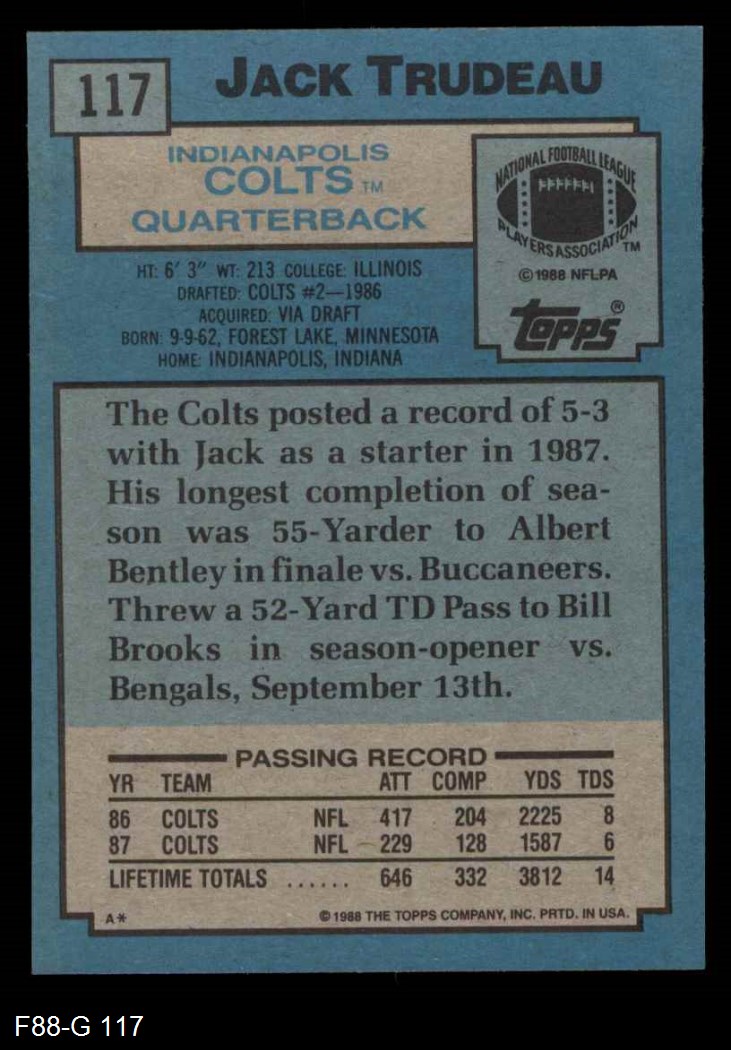 117
JACK TRUDEAU
INDIANAPOLIS
COLTS TM
QUARTERBACK
NATIONAL FOOTBALL LEAGUE
PLAYERS ASSOCIATION TM
© 1988 NFLPA
topps®
HT: 6' 3" WT: 213 COLLEGE: ILLINOIS
DRAFTED: COLTS #2—1986
ACQUIRED: VIA DRAFT
BORN: 9-9-62, FOREST LAKE, MINNESOTA
HOME: INDIANAPOLIS, INDIANA
The Colts posted a record of 5-3
with Jack as a starter in 1987.
His longest completion of sea-
son was 55-Yarder to Albert
Bentley in finale vs. Buccaneers.
Threw a 52-Yard TD Pass to Bill
Brooks in season-opener vs.
Bengals, September 13th.
PASSING RECORD
YR TEAM ATT COMP YDS TDS
86 COLTS NFL 417 204 2225 8
87 COLTS NFL 229 128 1587 6
LIFETIME TOTALS ...... 646 332 3812 14
A* © 1988 THE TOPPS COMPANY, INC. PRTD. IN USA.
F88-G 117